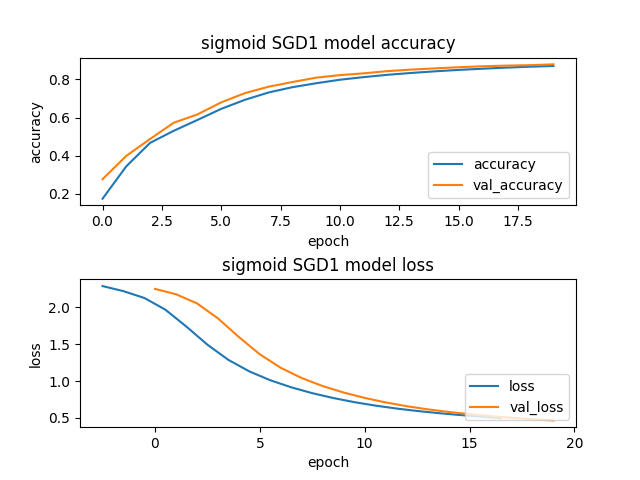 sigmoid SGD1 model accuracy
accuracy
0.8
0.6
0.4
0.2
accuracy
val_accuracy
0.0 2.5 5.0 7.5 10.0 12.5 15.0 17.5
epoch
sigmoid SGD1 model loss
loss
2.0
1.5
1.0
0.5
loss
val_loss
0 5 10 15 20
epoch